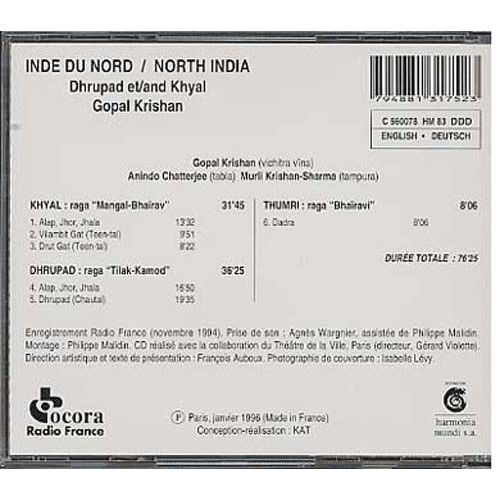 INDE DU NORD / NORTH INDIA
Dhrupad et/and Khyal
Gopal Krishan
794881 317523
C 560078 HM 83 DDD
ENGLISH • DEUTSCH
Gopal Krishan (vichitra vīna)
Anindo Chatterjee (tabla) Murli Krishan-Sharma (tampura)
KHYAL : raga "Mangal-Bhaïrav" 31'45
1. Alap, Jhor, Jhala 13'32
2. Vilambit Gat (Teen-tal) 9'51
3. Drut Gat (Teen-tal) 8'22
DHRUPAD : raga "Tilak-Kamod" 36'25
4. Alap, Jhor, Jhala 16'50
5. Dhrupad (Chautal) 19'35
THUMRI : raga "Bhaïravi" 8'06
6. Dadra 8'06
DURÉE TOTALE : 76'25
Enregistrement Radio France (novembre 1994). Prise de son : Agnès Wargnier, assistée de Philippe Malidin.
Montage : Philippe Malidin. CD réalisé avec la collaboration du Théâtre de la Ville, Paris (directeur, Gérard Violette).
Direction artistique et texte de présentation : François Auboux. Photographie de couverture : Isabelle Lévy.
ocora
Radio France
Ⓟ Paris, janvier 1996 (Made in France)
Conception-réalisation : KAT
harmonia
mundi s.a.